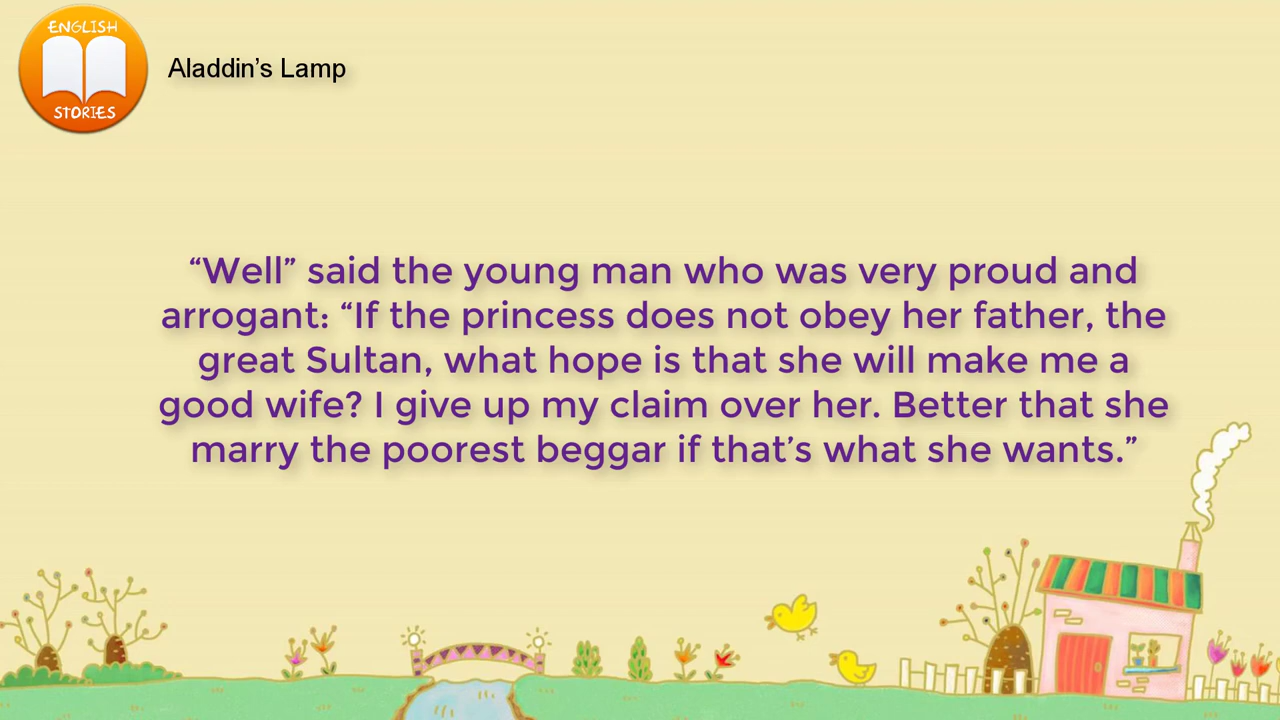 ENGLISH
STORIES
Aladdin’s Lamp
“Well” said the young man who was very proud and
arrogant: “If the princess does not obey her father, the
great Sultan, what hope is that she will make me a
good wife? I give up my claim over her. Better that she
marry the poorest beggar if that’s what she wants.”